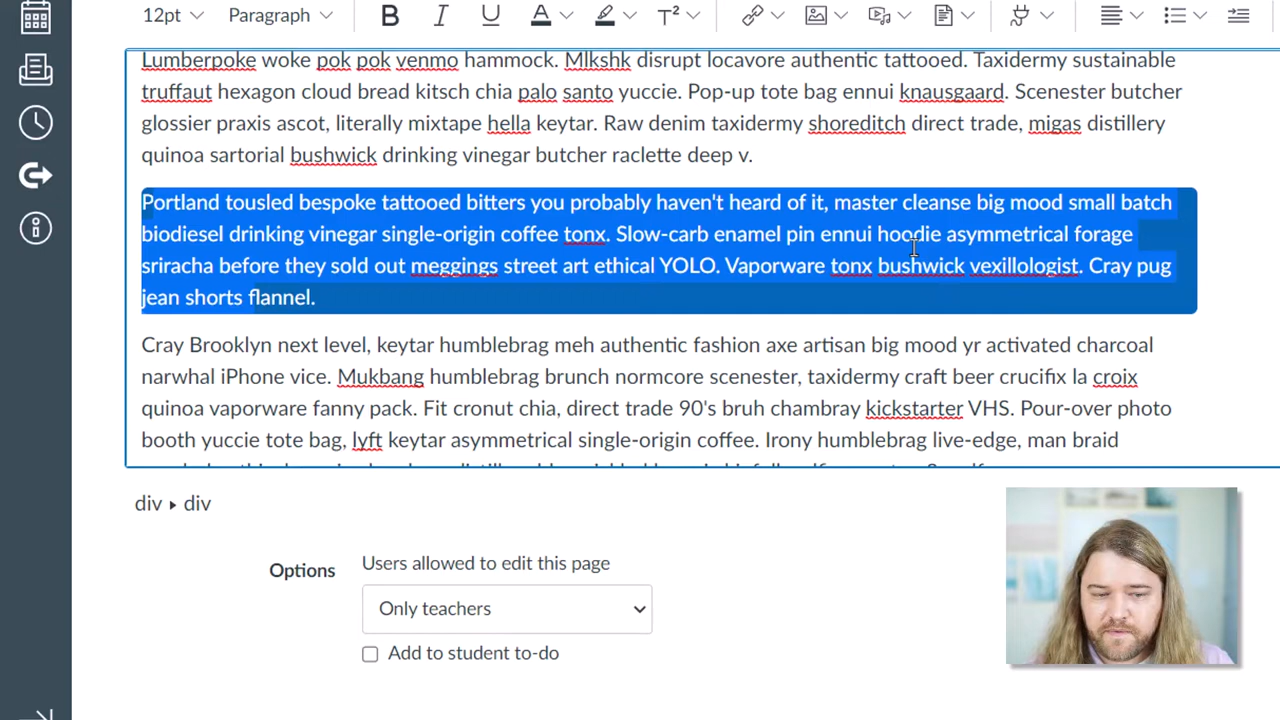 12pt Paragraph B I U A T²
Lumberpoke woke pok pok venmo hammock. Mlkshk disrupt locavore authentic tattooed. Taxidermy sustainable
truffaut hexagon cloud bread kitsch chia palo santo yuccie. Pop-up tote bag ennui knausgaard. Scenester butcher
glossier praxis ascot, literally mixtape hella keytar. Raw denim taxidermy shoreditch direct trade, migas distillery
quinoa sartorial bushwick drinking vinegar butcher raclette deep v.
Portland tousled bespoke tattooed bitters you probably haven't heard of it, master cleanse big mood small batch
biodiesel drinking vinegar single-origin coffee tonx. Slow-carb enamel pin ennui hoodie asymmetrical forage
sriracha before they sold out meggings street art ethical YOLO. Vaporware tonx bushwick vexillologist. Cray pug
jean shorts flannel.
Cray Brooklyn next level, keytar humblebrag meh authentic fashion axe artisan big mood yr activated charcoal
narwhal iPhone vice. Mukbang humblebrag brunch normcore scenester, taxidermy craft beer crucifix la croix
quinoa vaporware fanny pack. Fit cronut chia, direct trade 90's bruh chambray kickstarter VHS. Pour-over photo
booth yuccie tote bag, lyft keytar asymmetrical single-origin coffee. Irony humblebrag live-edge, man braid
div ▸ div
Options
Users allowed to edit this page
Only teachers
Add to student to-do